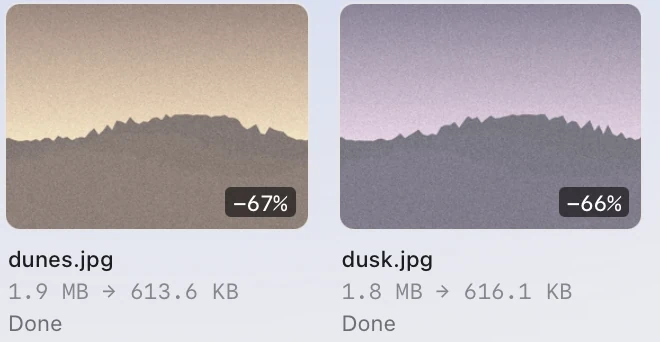 −67%
−66%
dunes.jpg
dusk.jpg
1.9 MB → 613.6 KB
1.8 MB → 616.1 KB
Done
Done